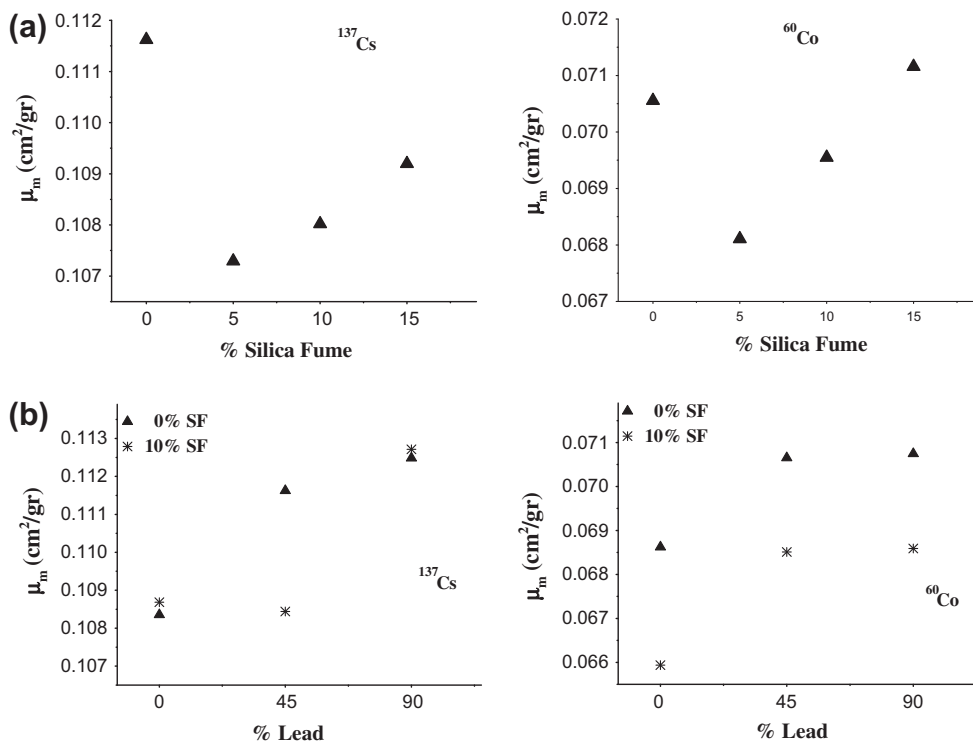 (a)
0.112
0.111
0.110
0.109
0.108
0.107
μm (cm2/gr)
137Cs
0 5 10 15
% Silica Fume
0.072
0.071
0.070
0.069
0.068
0.067
μm (cm2/gr)
60Co
0 5 10 15
% Silica Fume
(b)
0% SF
10% SF
0.113
0.112
0.111
0.110
0.109
0.108
0.107
μm (cm2/gr)
137Cs
0 45 90
% Lead
0% SF
10% SF
0.071
0.070
0.069
0.068
0.067
0.066
μm (cm2/gr)
60Co
0 45 90
% Lead